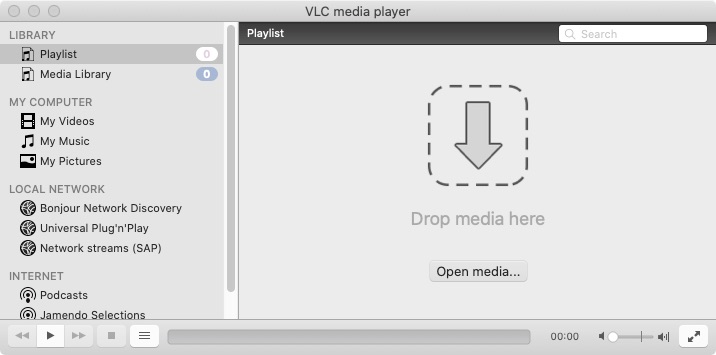 VLC media player
LIBRARY
Playlist 0
Media Library 0
MY COMPUTER
My Videos
My Music
My Pictures
LOCAL NETWORK
Bonjour Network Discovery
Universal Plug'n'Play
Network streams (SAP)
INTERNET
Podcasts
Jamendo Selections
Playlist
Search
Drop media here
Open media...
00:00